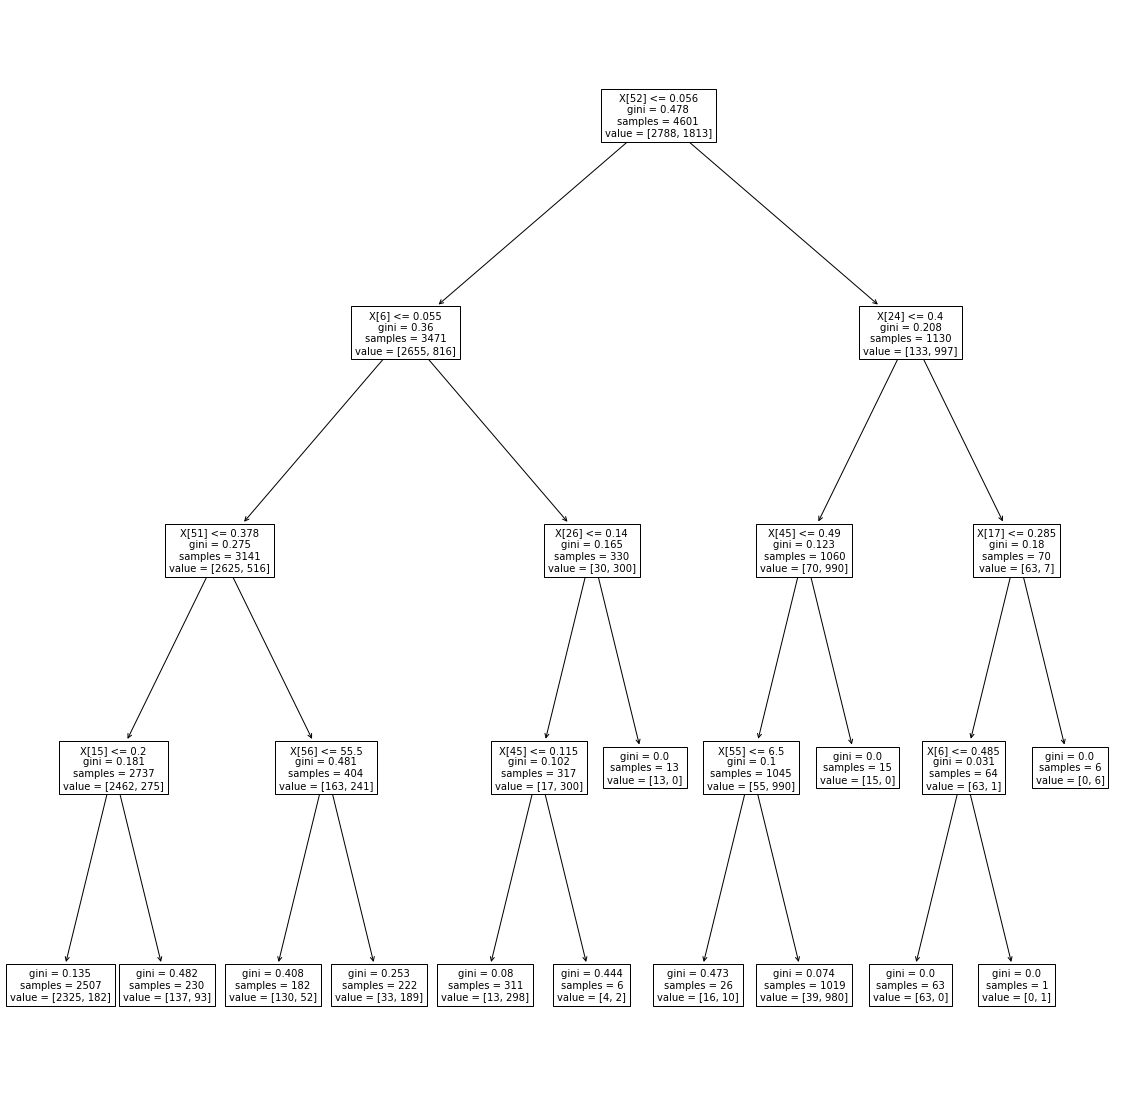 X[52] <= 0.056
gini = 0.478
samples = 4601
value = [2788, 1813]
X[6] <= 0.055
gini = 0.36
samples = 3471
value = [2655, 816]
X[24] <= 0.4
gini = 0.208
samples = 1130
value = [133, 997]
X[51] <= 0.378
gini = 0.275
samples = 3141
value = [2625, 516]
X[26] <= 0.14
gini = 0.165
samples = 330
value = [30, 300]
X[45] <= 0.49
gini = 0.123
samples = 1060
value = [70, 990]
X[17] <= 0.285
gini = 0.18
samples = 70
value = [63, 7]
X[15] <= 0.2
gini = 0.181
samples = 2737
value = [2462, 275]
X[56] <= 55.5
gini = 0.481
samples = 404
value = [163, 241]
X[45] <= 0.115
gini = 0.102
samples = 317
value = [17, 300]
gini = 0.0
samples = 13
value = [13, 0]
X[55] <= 6.5
gini = 0.1
samples = 1045
value = [55, 990]
gini = 0.0
samples = 15
value = [15, 0]
X[6] <= 0.485
gini = 0.031
samples = 64
value = [63, 1]
gini = 0.0
samples = 6
value = [0, 6]
gini = 0.135
samples = 2507
value = [2325, 182]
gini = 0.482
samples = 230
value = [137, 93]
gini = 0.408
samples = 182
value = [130, 52]
gini = 0.253
samples = 222
value = [33, 189]
gini = 0.08
samples = 311
value = [13, 298]
gini = 0.444
samples = 6
value = [4, 2]
gini = 0.473
samples = 26
value = [16, 10]
gini = 0.074
samples = 1019
value = [39, 980]
gini = 0.0
samples = 63
value = [63, 0]
gini = 0.0
samples = 1
value = [0, 1]